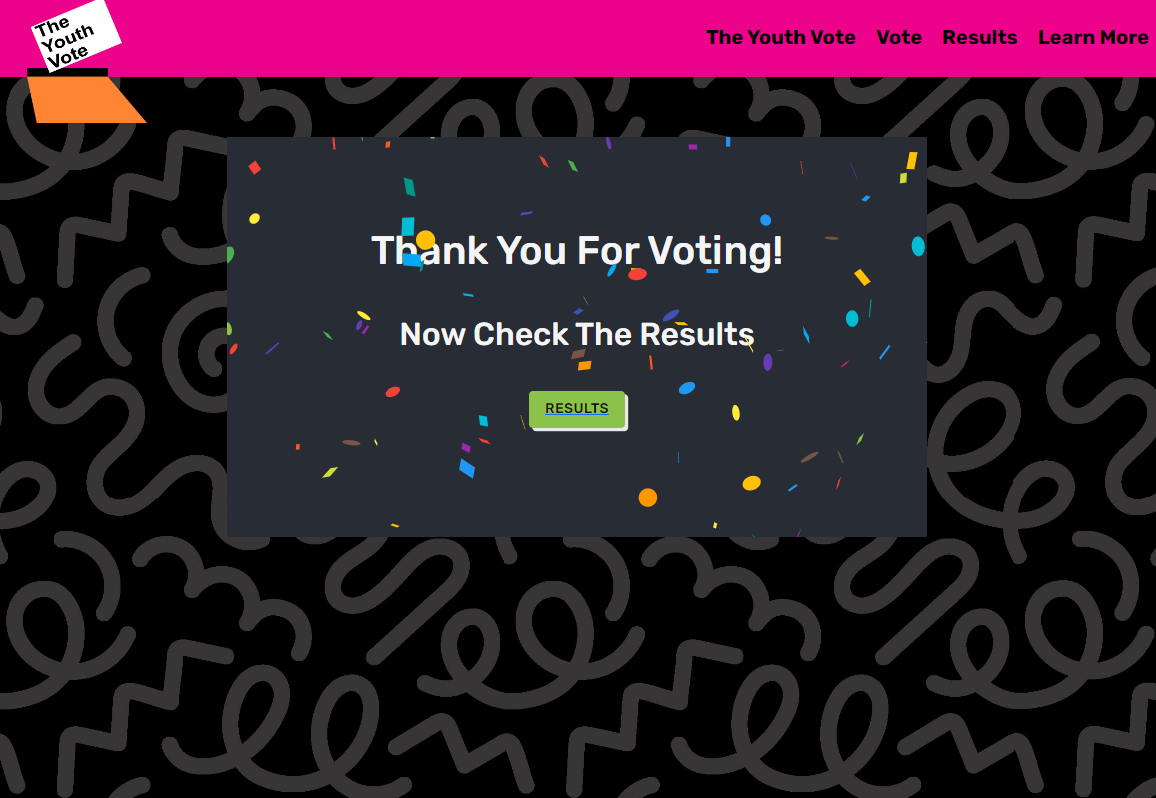 The
Youth
Vote
The Youth Vote Vote Results Learn More
Thank You For Voting!
Now Check The Results
RESULTS